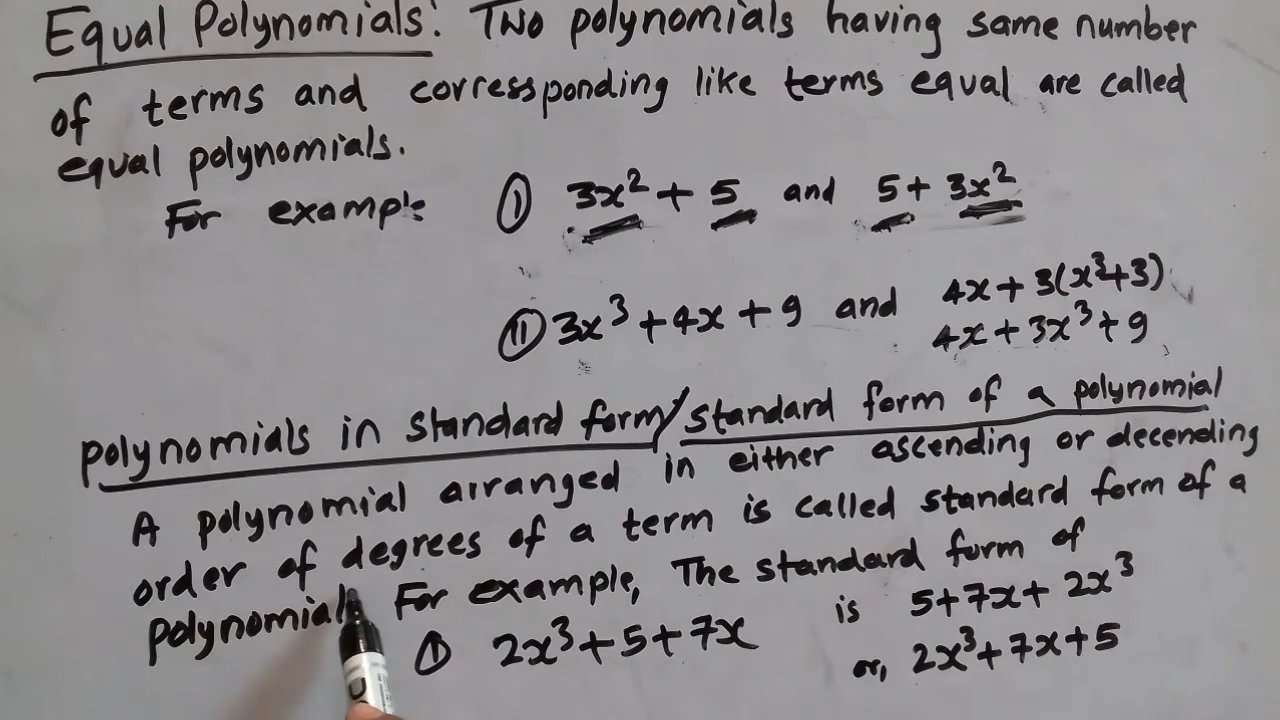 Equal Polynomials: Two polynomials having same number
of terms and corressponding like terms equal are called
equal polynomials.
For example
(I) 3x² + 5 and 5 + 3x²
(II) 3x³ + 4x + 9 and 4x + 3(x³+3)
4x + 3x³ + 9
polynomials in standard form/standard form of a polynomial
A polynomial arranged in either ascending or decending
order of degrees of a term is called standard form of a
polynomial. For example, The standard form of
(I) 2x³ + 5 + 7x is 5 + 7x + 2x³
or, 2x³ + 7x + 5